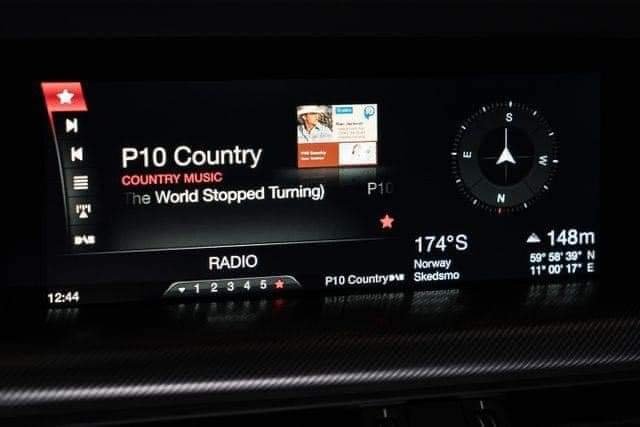 P10 Country
COUNTRY MUSIC
The World Stopped Turning)
P10
RADIO
1 2 3 4 5
P10 Country
12:44
S
E
W
N
174°S
Norway
Skedsmo
148m
59° 58' 39" N
11° 00' 17" E